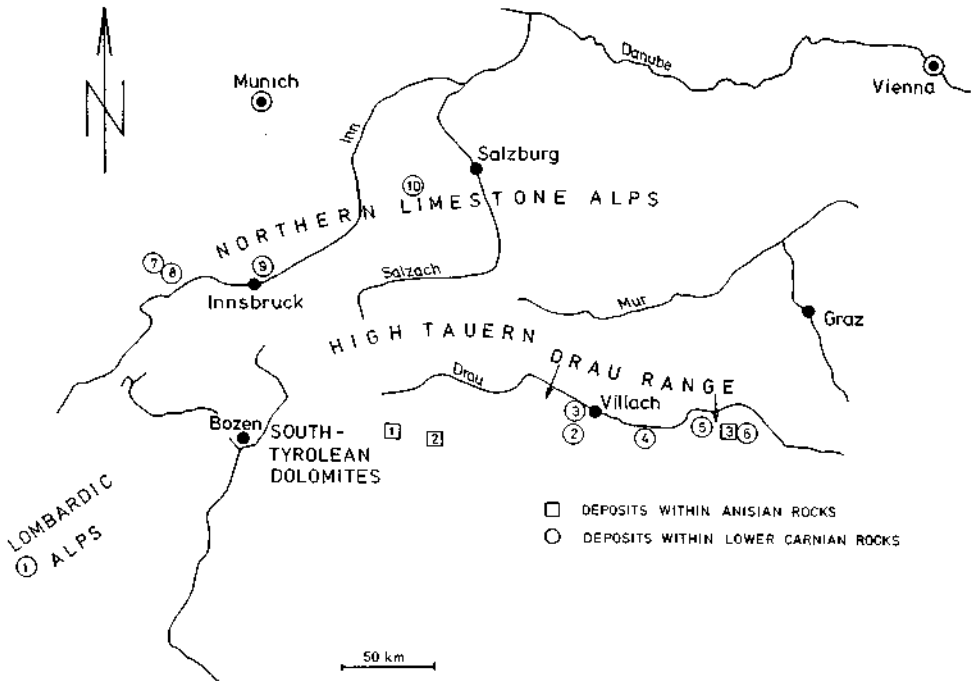 N
Munich
Danube
Vienna
Inn
Salzburg
10
NORTHERN LIMESTONE ALPS
7
8
9
Innsbruck
Salzach
Mur
Graz
HIGH TAUERN
DRAU RANGE
Drau
Villach
3
2
4
5
3
6
Bozen
SOUTH-
TYROLEAN
DOLOMITES
1
2
LOMBARDIC
ALPS
1
DEPOSITS WITHIN ANISIAN ROCKS
DEPOSITS WITHIN LOWER CARNIAN ROCKS
50 km